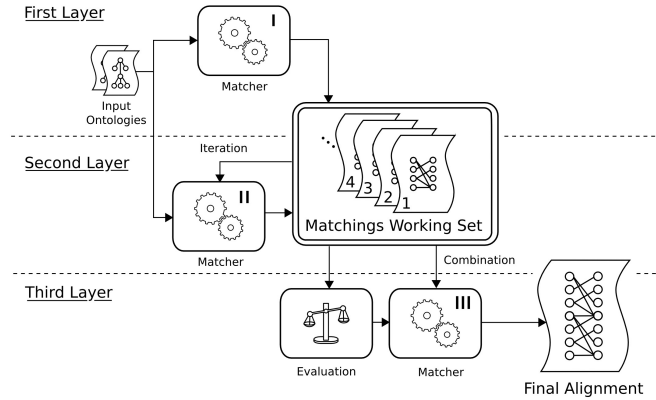 First Layer
I
Matcher
Input
Ontologies
Second Layer
Iteration
II
Matcher
4
3
2
1
Matchings Working Set
Combination
Third Layer
III
Evaluation
Matcher
Final Alignment